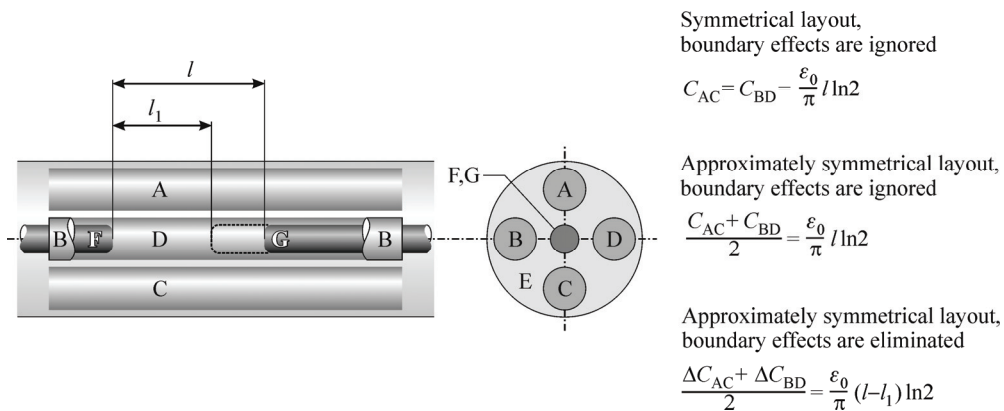 l
l₁
A
B
F
D
G
B
C
F,G
A
B
D
E
C
Symmetrical layout,
boundary effects are ignored
C_AC = C_BD − ε₀/π l ln2
Approximately symmetrical layout,
boundary effects are ignored
(C_AC + C_BD)/2 = ε₀/π l ln2
Approximately symmetrical layout,
boundary effects are eliminated
(ΔC_AC + ΔC_BD)/2 = ε₀/π (l–l₁) ln2